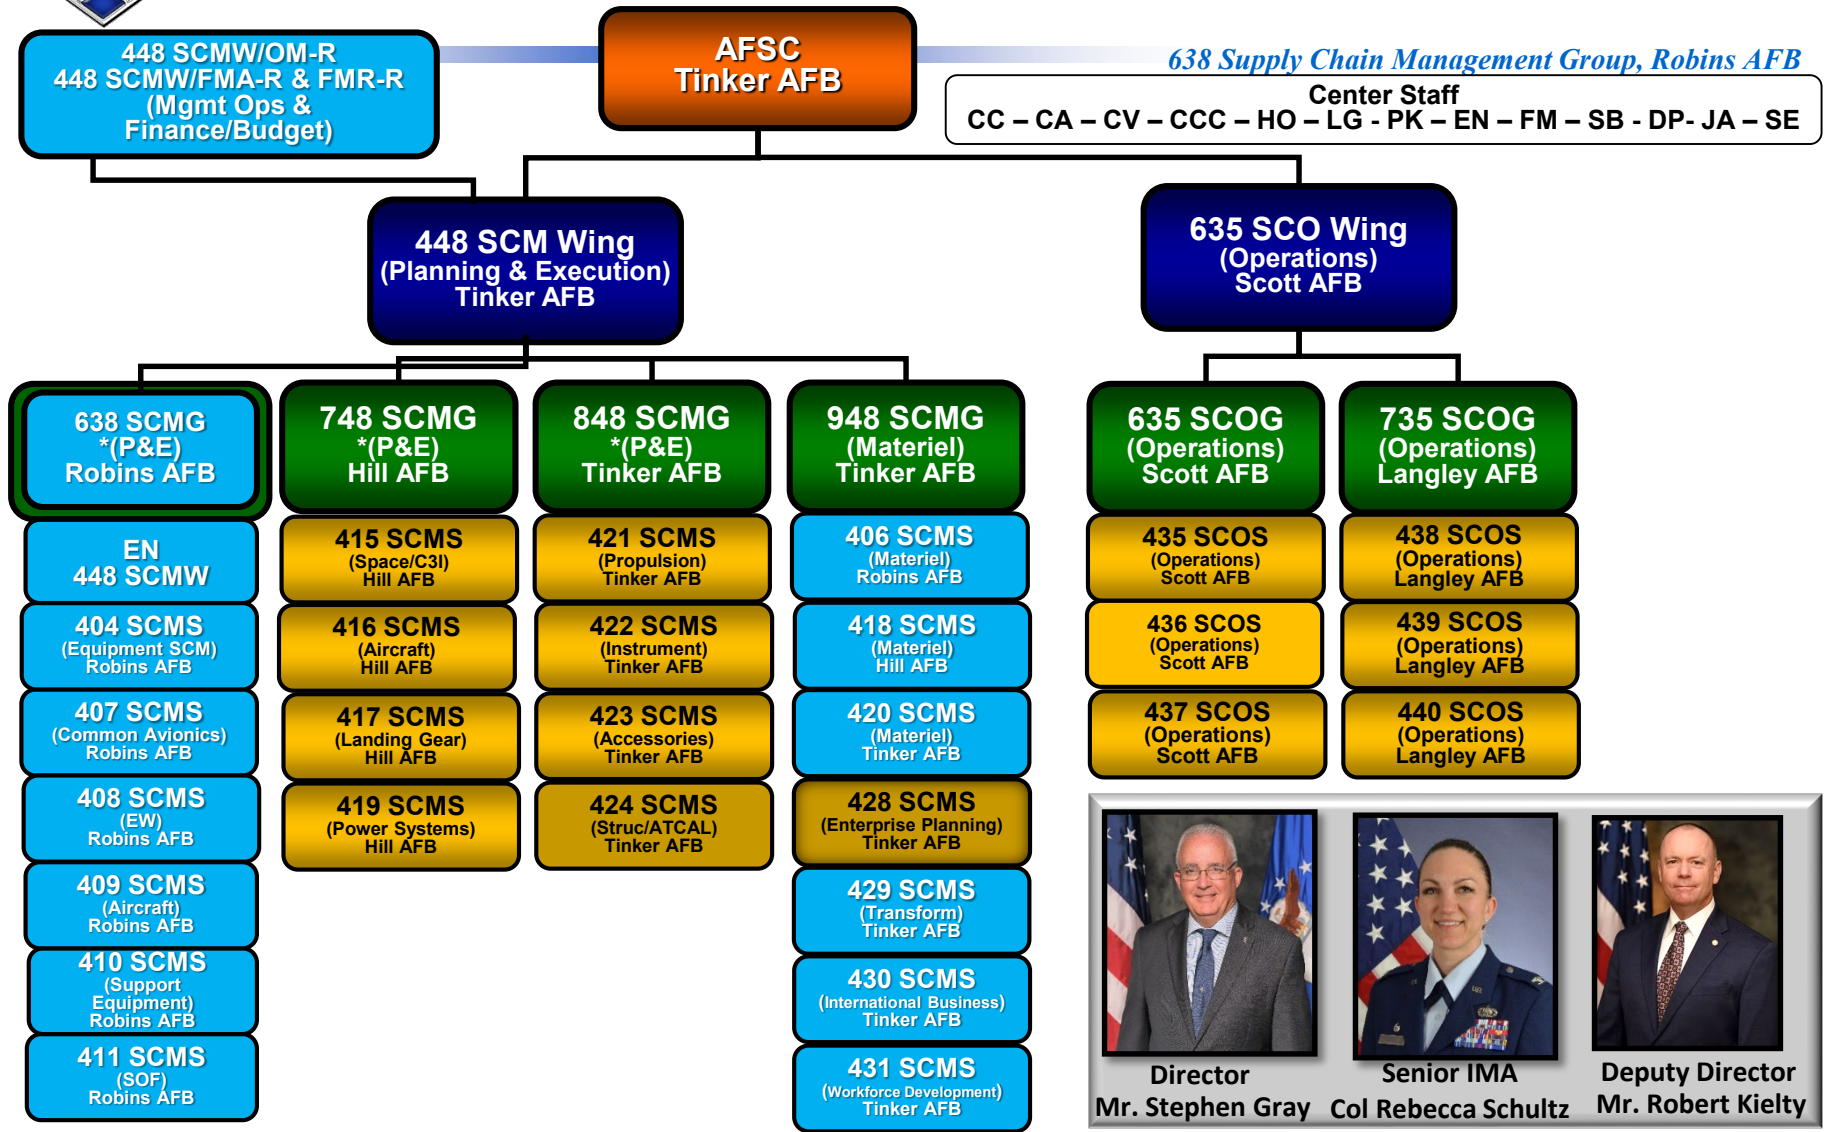 448 SCMW/OM-R
448 SCMW/FMA-R & FMR-R
(Mgmt Ops &
Finance/Budget)
AFSC
Tinker AFB
638 Supply Chain Management Group, Robins AFB
Center Staff
CC – CA – CV – CCC – HO – LG - PK – EN – FM – SB - DP- JA – SE
448 SCM Wing
(Planning & Execution)
Tinker AFB
635 SCO Wing
(Operations)
Scott AFB
638 SCMG
*(P&E)
Robins AFB
748 SCMG
*(P&E)
Hill AFB
848 SCMG
*(P&E)
Tinker AFB
948 SCMG
(Materiel)
Tinker AFB
635 SCOG
(Operations)
Scott AFB
735 SCOG
(Operations)
Langley AFB
EN
448 SCMW
404 SCMS
(Equipment SCM)
Robins AFB
407 SCMS
(Common Avionics)
Robins AFB
408 SCMS
(EW)
Robins AFB
409 SCMS
(Aircraft)
Robins AFB
410 SCMS
(Support
Equipment)
Robins AFB
411 SCMS
(SOF)
Robins AFB
415 SCMS
(Space/C3I)
Hill AFB
416 SCMS
(Aircraft)
Hill AFB
417 SCMS
(Landing Gear)
Hill AFB
419 SCMS
(Power Systems)
Hill AFB
421 SCMS
(Propulsion)
Tinker AFB
422 SCMS
(Instrument)
Tinker AFB
423 SCMS
(Accessories)
Tinker AFB
424 SCMS
(Struc/ATCAL)
Tinker AFB
406 SCMS
(Materiel)
Robins AFB
418 SCMS
(Materiel)
Hill AFB
420 SCMS
(Materiel)
Tinker AFB
428 SCMS
(Enterprise Planning)
Tinker AFB
429 SCMS
(Transform)
Tinker AFB
430 SCMS
(International Business)
Tinker AFB
431 SCMS
(Workforce Development)
Tinker AFB
435 SCOS
(Operations)
Scott AFB
436 SCOS
(Operations)
Scott AFB
437 SCOS
(Operations)
Scott AFB
438 SCOS
(Operations)
Langley AFB
439 SCOS
(Operations)
Langley AFB
440 SCOS
(Operations)
Langley AFB
Director
Mr. Stephen Gray
Senior IMA
Col Rebecca Schultz
Deputy Director
Mr. Robert Kielty